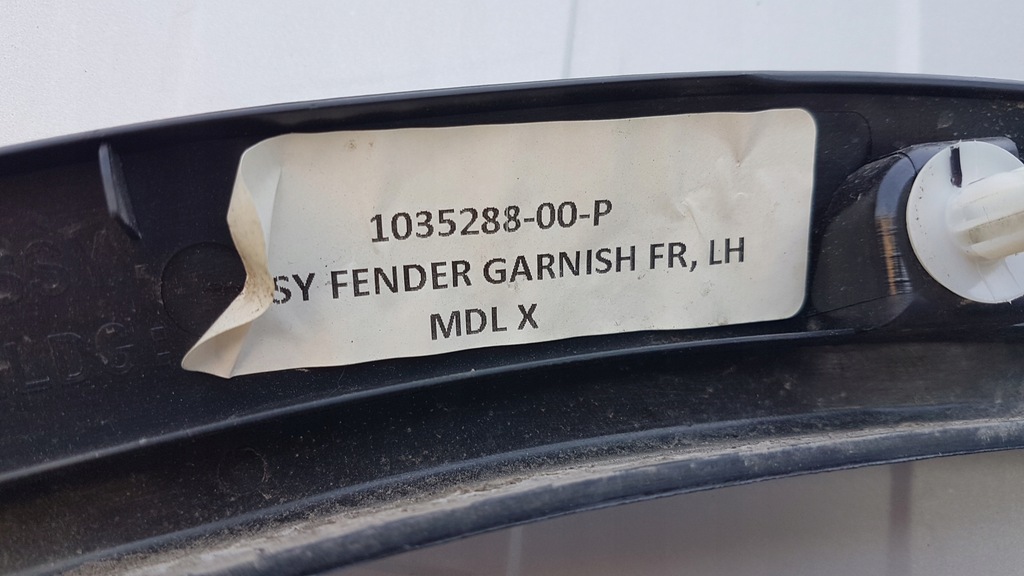 1035288-00-P
SY FENDER GARNISH FR, LH
MDL X